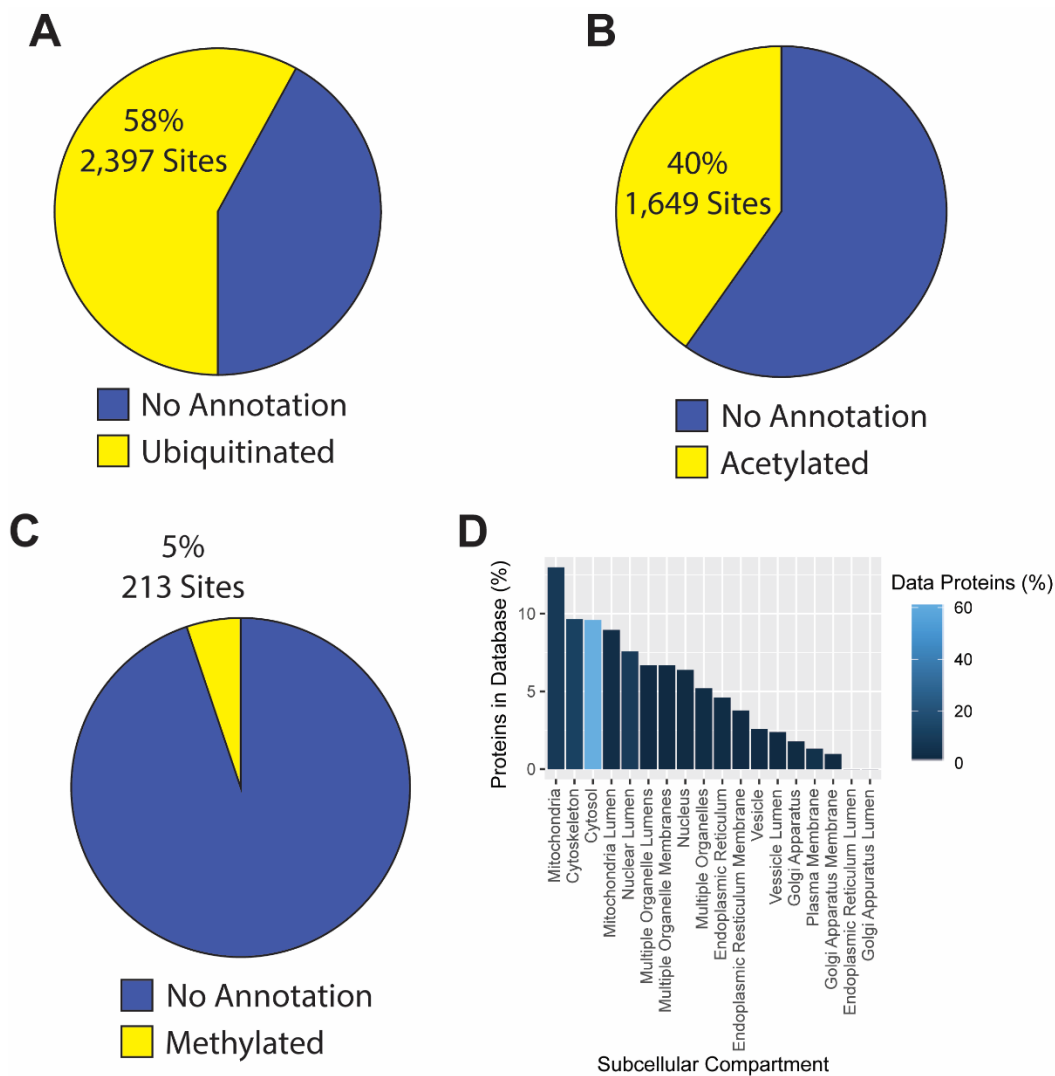 A
58%
2,397 Sites
No Annotation
Ubiquitinated
B
40%
1,649 Sites
No Annotation
Acetylated
C
5%
213 Sites
No Annotation
Methylated
D
Proteins in Database (%)
10
5
0
Mitochondria
Cytoskeleton
Cytosol
Mitochondria Lumen
Nuclear Lumen
Multiple Organelle Lumens
Multiple Organelle Membranes
Nucleus
Multiple Organelles
Endoplasmic Reticulum
Endoplasmic Resticulum Membrane
Vesicle
Vessicle Lumen
Golgi Apparatus
Plasma Membrane
Golgi Apparatus Membrane
Endoplasmic Reticulum Lumen
Golgi Appuratus Lumen
Subcellular Compartment
Data Proteins (%)
60
40
20
0